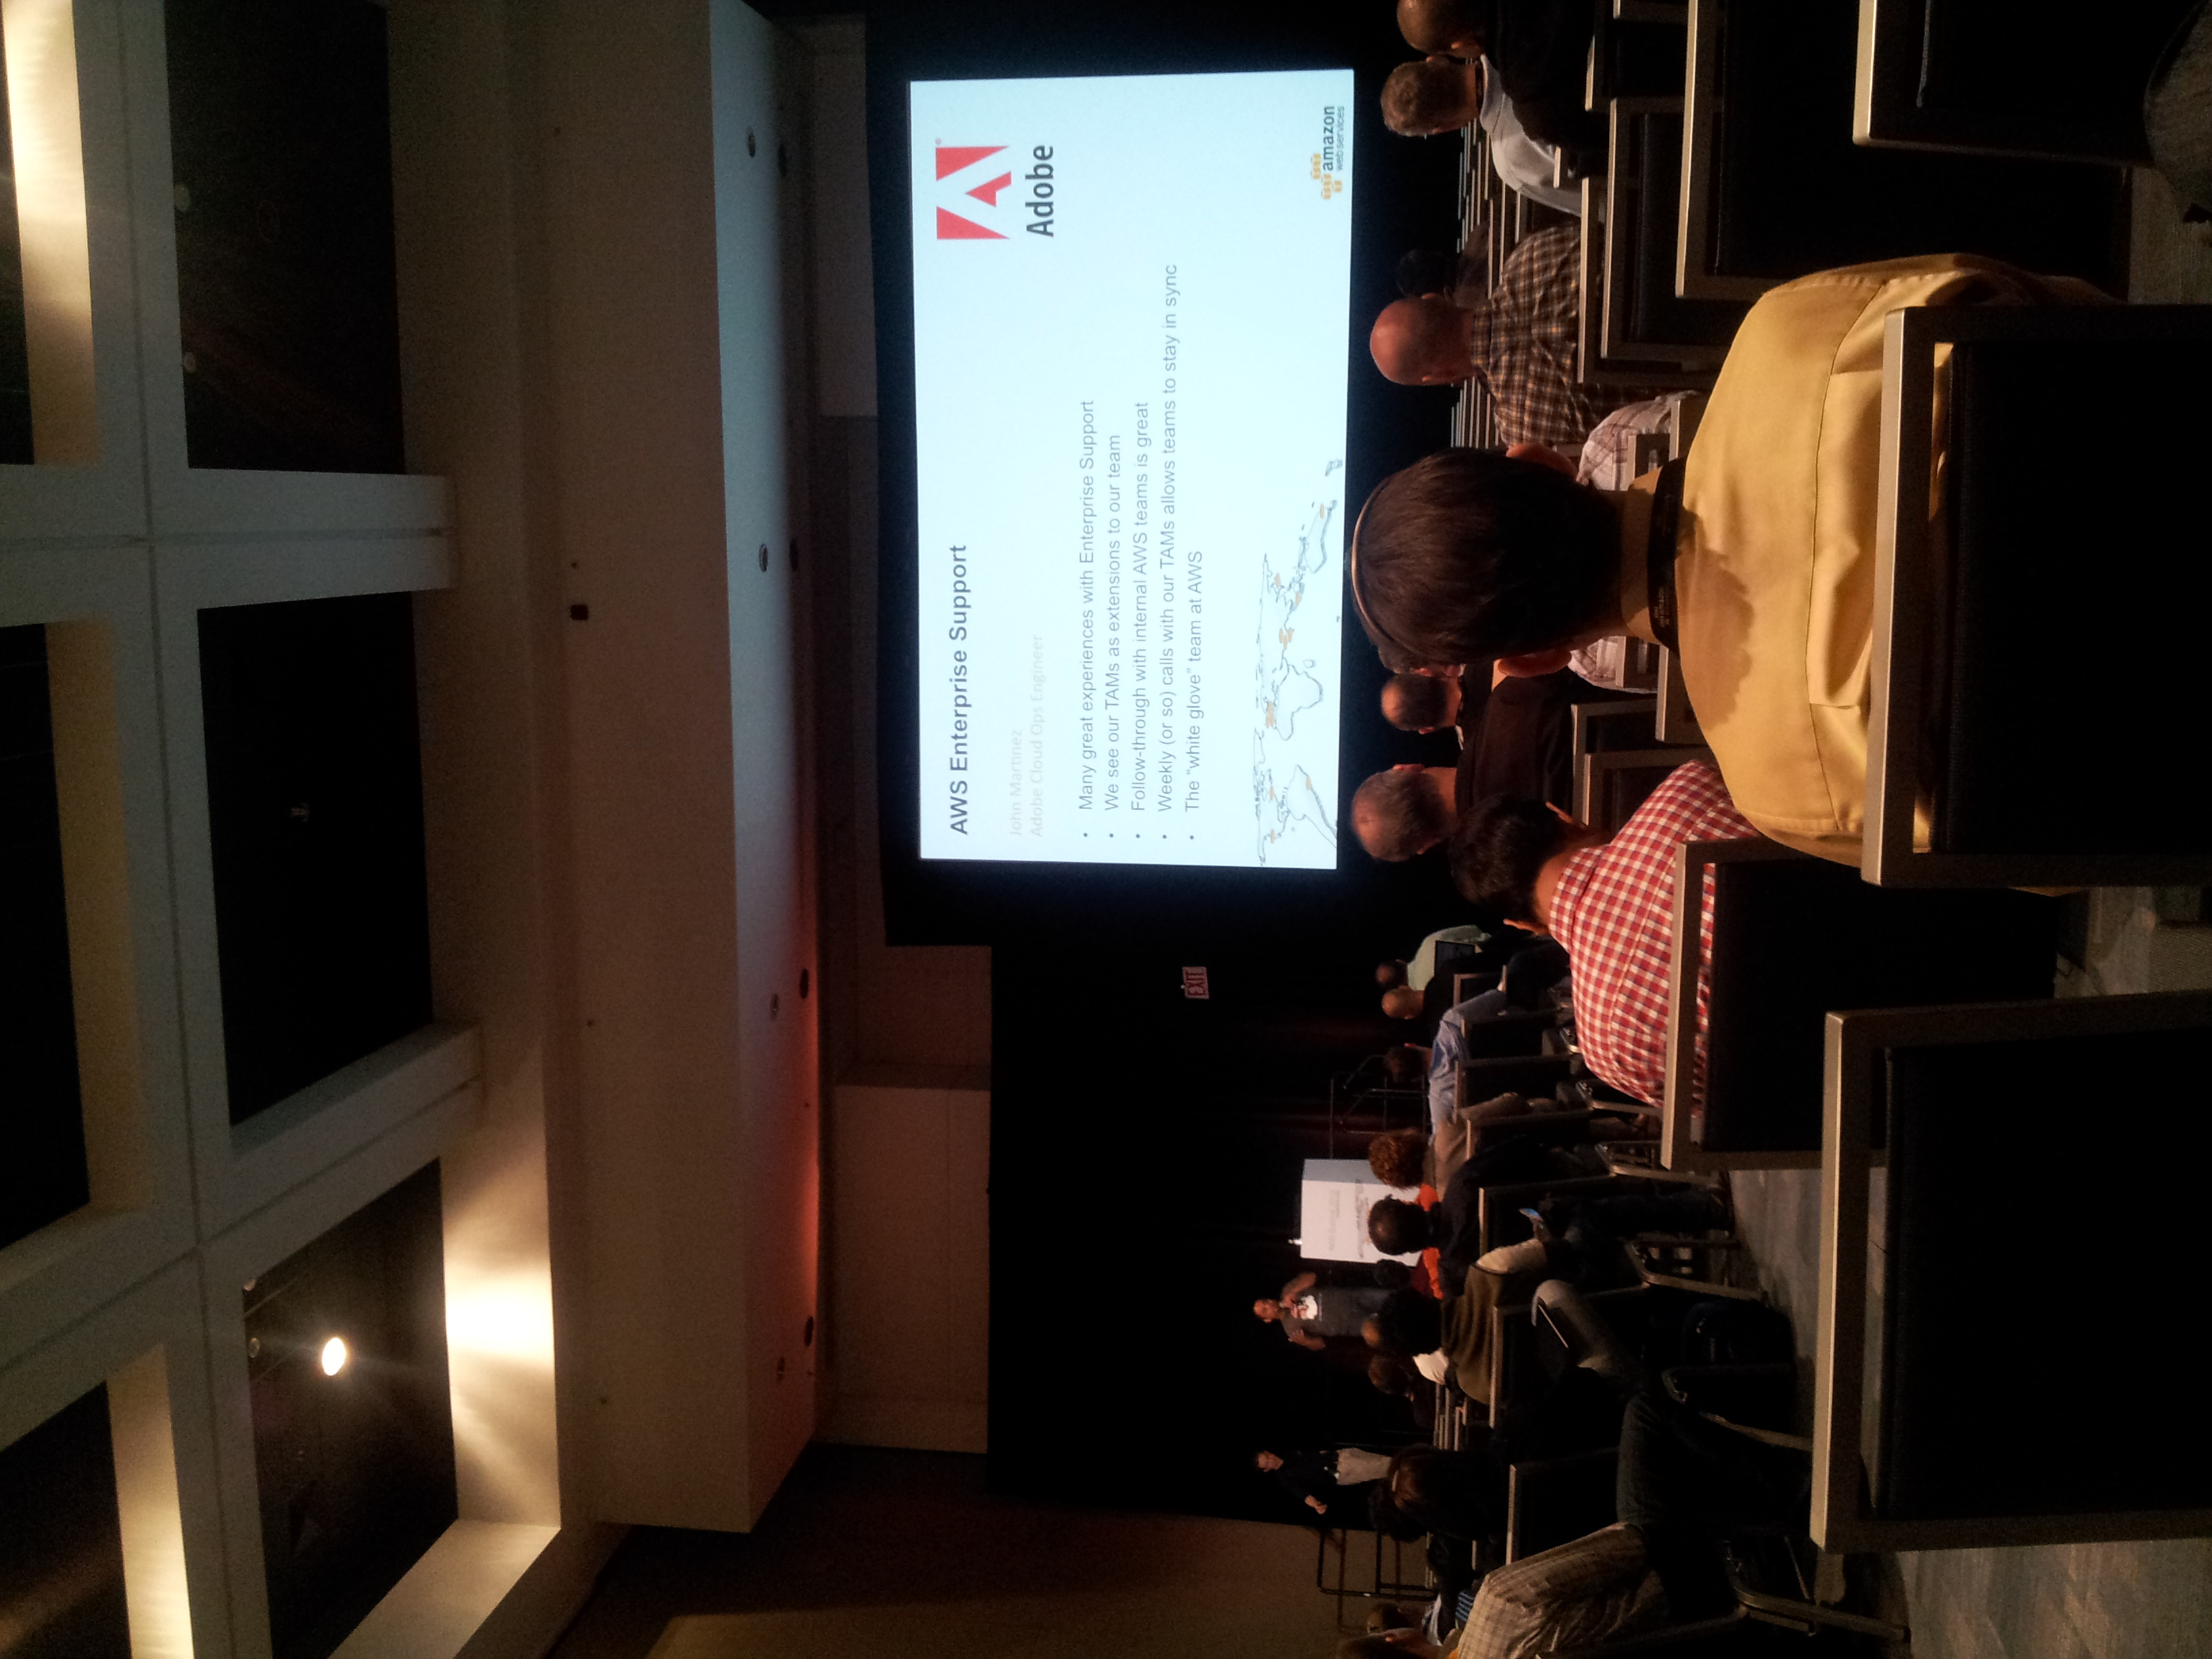 AWS Enterprise Support
Adobe
John Martinez
Adobe Cloud Ops Engineer
• Many great experiences with Enterprise Support
• We see our TAMs as extensions to our team
• Follow-through with internal AWS teams is great
• Weekly (or so) calls with our TAMs allows teams to stay in sync
• The “white glove” team at AWS
EXIT
amazon
web services